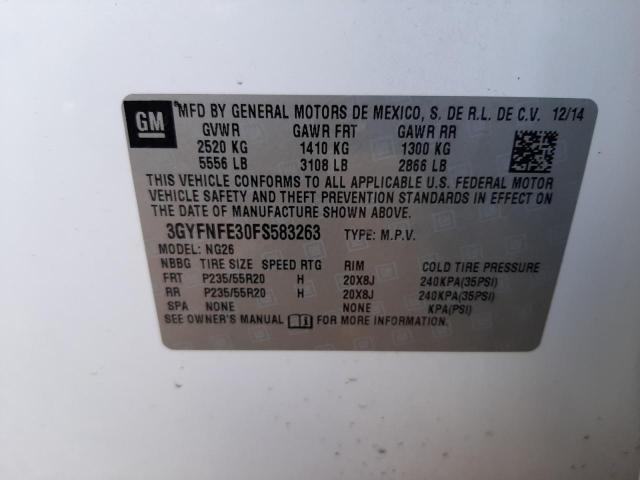 GM
MFD BY GENERAL MOTORS DE MEXICO, S. DE R.L. DE C.V. 12/14
GVWR GAWR FRT GAWR RR
2520 KG 1410 KG 1300 KG
5556 LB 3108 LB 2866 LB
THIS VEHICLE CONFORMS TO ALL APPLICABLE U.S. FEDERAL MOTOR
VEHICLE SAFETY AND THEFT PREVENTION STANDARDS IN EFFECT ON
THE DATE OF MANUFACTURE SHOWN ABOVE.
3GYFNFE30FS583263 TYPE: M.P.V.
MODEL: NG26
NBBG TIRE SIZE SPEED RTG RIM COLD TIRE PRESSURE
FRT P235/55R20 H 20X8J 240KPA(35PSI)
RR P235/55R20 H 20X8J 240KPA(35PSI)
SPA NONE NONE KPA(PSI)
SEE OWNER'S MANUAL FOR MORE INFORMATION.